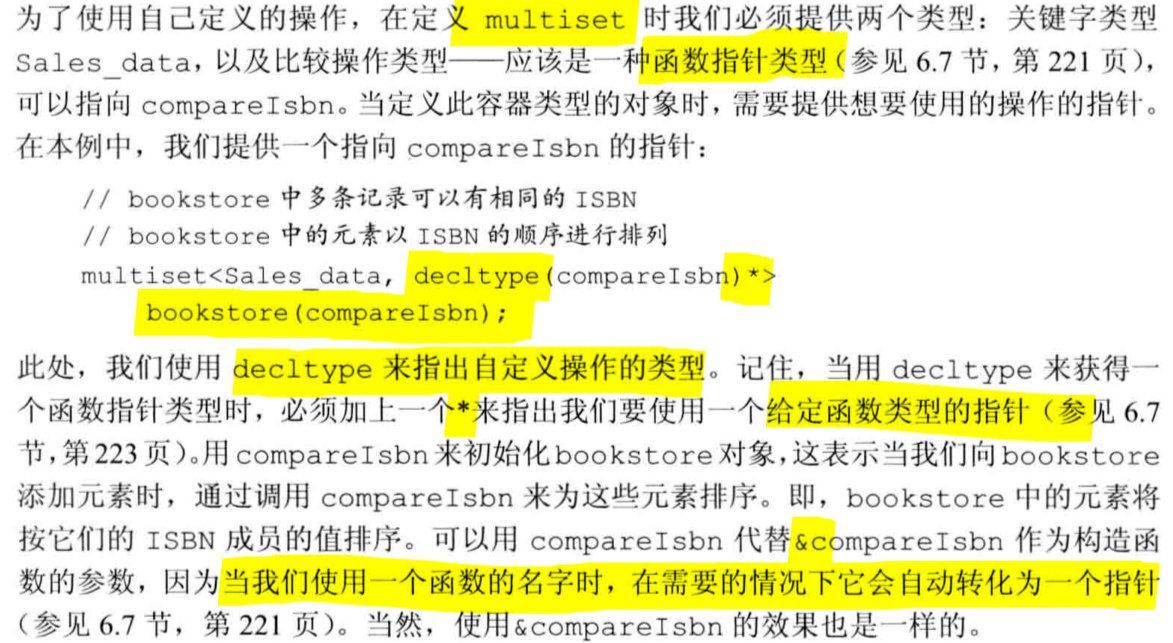 为了使用自己定义的操作，在定义 multiset 时我们必须提供两个类型：关键字类型
Sales_data，以及比较操作类型——应该是一种函数指针类型（参见 6.7 节，第 221 页），
可以指向 compareIsbn。当定义此容器类型的对象时，需要提供想要使用的操作的指针。
在本例中，我们提供一个指向 compareIsbn 的指针：
// bookstore 中多条记录可以有相同的 ISBN
// bookstore 中的元素以 ISBN 的顺序进行排列
multiset<Sales_data, decltype(compareIsbn)*>
bookstore(compareIsbn);
此处，我们使用 decltype 来指出自定义操作的类型。记住，当用 decltype 来获得一
个函数指针类型时，必须加上一个*来指出我们要使用一个给定函数类型的指针（参见 6.7
节，第 223 页）。用 compareIsbn 来初始化 bookstore 对象，这表示当我们向 bookstore
添加元素时，通过调用 compareIsbn 来为这些元素排序。即，bookstore 中的元素将
按它们的 ISBN 成员的值排序。可以用 compareIsbn 代替&compareIsbn 作为构造函
数的参数，因为当我们使用一个函数的名字时，在需要的情况下它会自动转化为一个指针
（参见 6.7 节，第 221 页）。当然，使用&compareIsbn 的效果也是一样的。